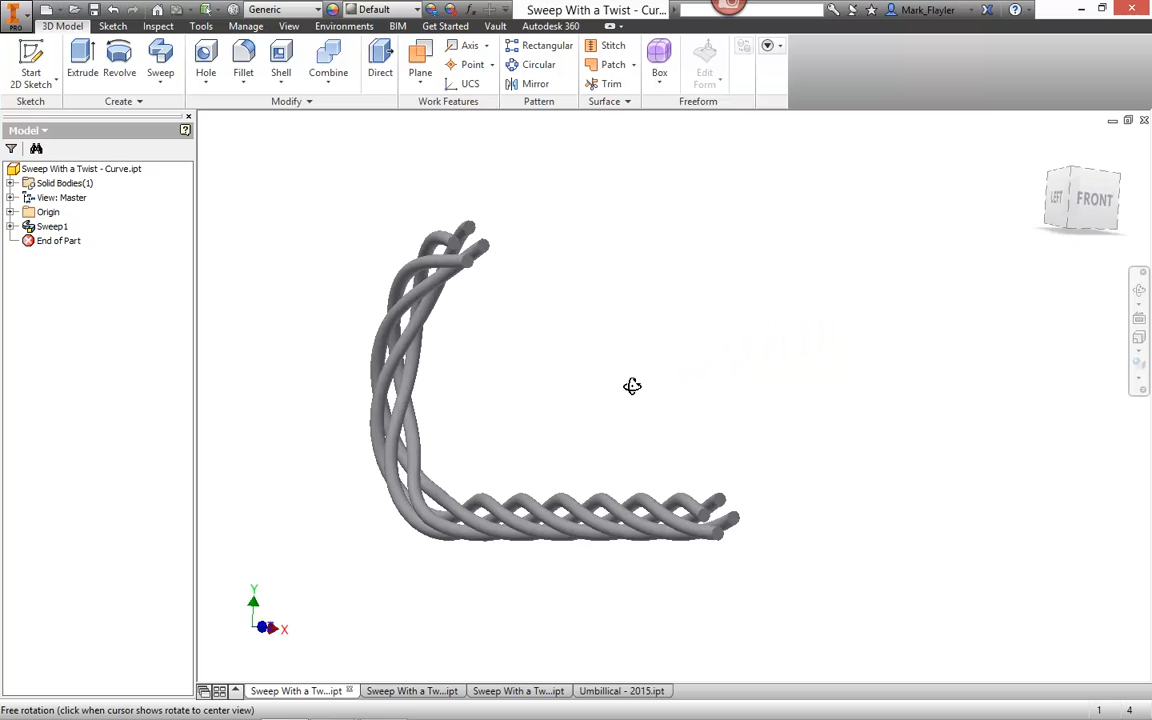 Generic
Default
Sweep With a Twist - Cur...
Mark_Flayler
PRO
3D Model Sketch Inspect Tools Manage View Environments BIM Get Started Vault Autodesk 360
Start
2D Sketch
Extrude
Revolve
Sweep
Hole
Fillet
Shell
Combine
Direct
Plane
Axis
Point
UCS
Rectangular
Circular
Mirror
Stitch
Patch
Trim
Box
Edit
Form
Sketch
Create
Modify
Work Features
Pattern
Surface
Freeform
Model
Sweep With a Twist - Curve.ipt
Solid Bodies(1)
View: Master
Origin
Sweep1
End of Part
LEFT
FRONT
Y
X
Sweep With a Tw...ipt
Sweep With a Tw...ipt
Sweep With a Tw...ipt
Umbillical - 2015.ipt
Free rotation (click when cursor shows rotate to center view)
1
4